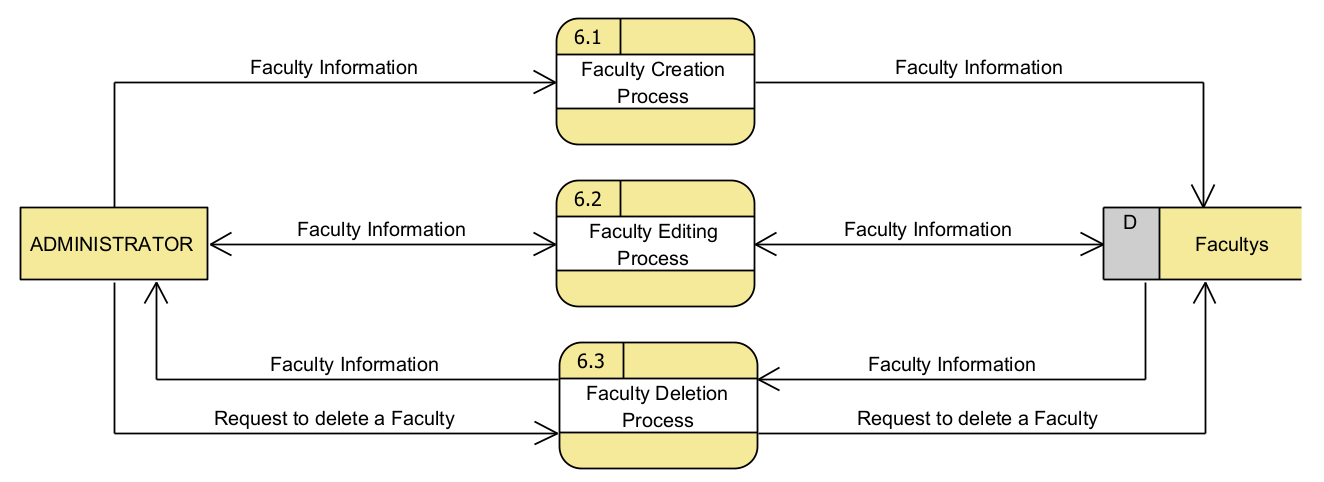 6.1
Faculty Information
Faculty Creation
Process
Faculty Information
6.2
ADMINISTRATOR
Faculty Information
Faculty Editing
Process
Faculty Information
D
Facultys
6.3
Faculty Information
Faculty Deletion
Process
Faculty Information
Request to delete a Faculty
Request to delete a Faculty